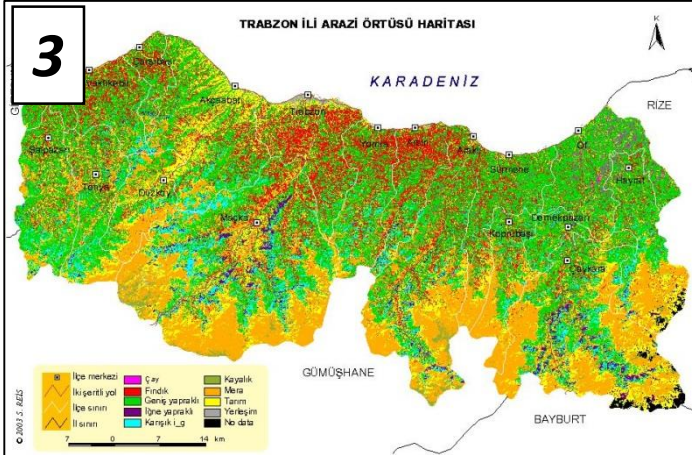 3
TRABZON İLİ ARAZİ ÖRTÜSÜ HARİTASI
K
KARADENİZ
RİZE
Akçaabat
Trabzon
Yomra
Arsin
Sürmene
Of
Hayrat
Şalpazarı
Tonya
Düzköy
Maçka
Köprübaşı
Dernekpazarı
Çaykara
GÜMÜŞHANE
BAYBURT
İlçe merkezi
İki şeritli yol
İlçe sınırı
İl sınırı
Çay
Fındık
Geniş yapraklı
İğne yapraklı
Karışık i_g
Kayalık
Mera
Tarım
Yerleşim
No data
7 0 7 14 km
© 2003 S. REİS